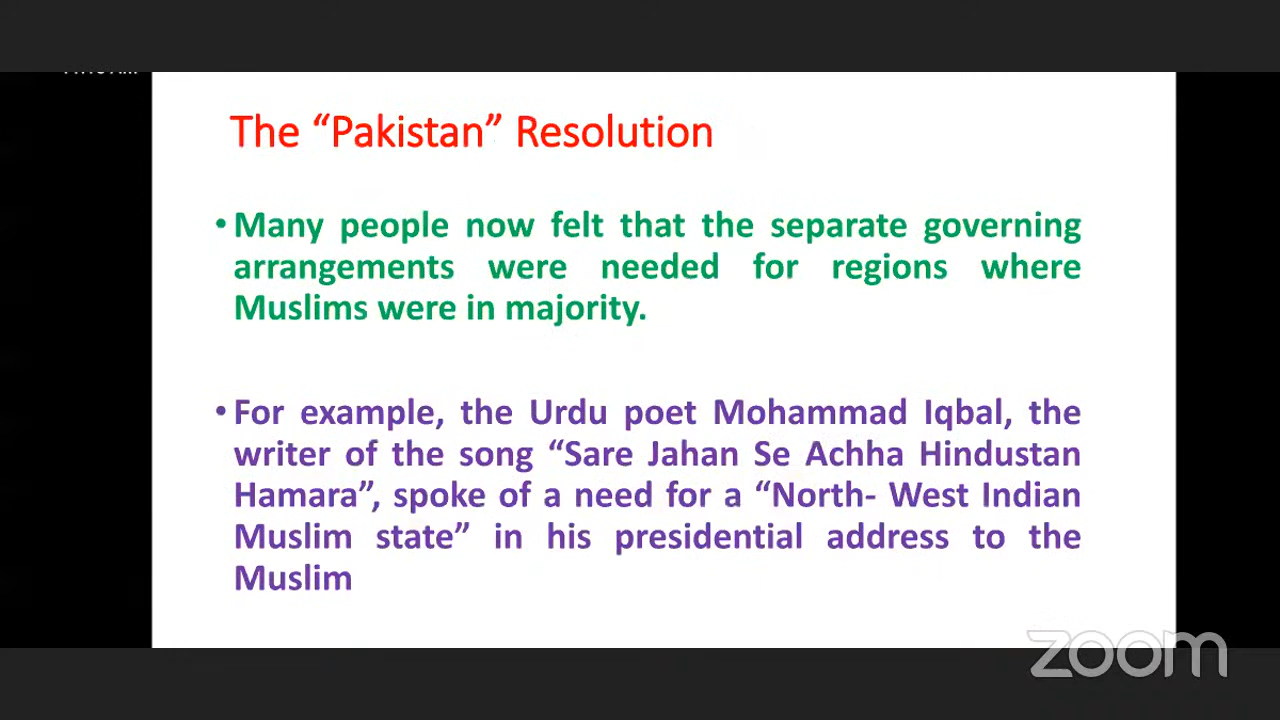 The “Pakistan” Resolution
• Many people now felt that the separate governing
arrangements were needed for regions where
Muslims were in majority.
• For example, the Urdu poet Mohammad Iqbal, the
writer of the song “Sare Jahan Se Achha Hindustan
Hamara”, spoke of a need for a “North- West Indian
Muslim state” in his presidential address to the
Muslim
zoom